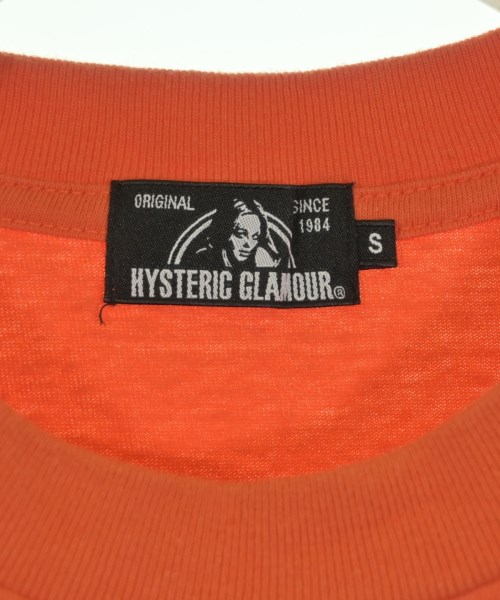 ORIGINAL SINCE
1984
HYSTERIC GLAMOUR®
S